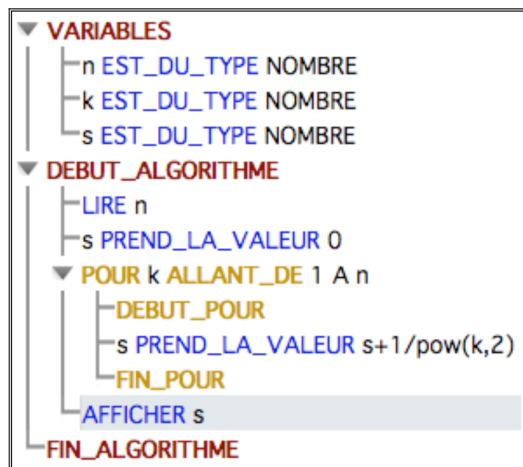 VARIABLES
n EST_DU_TYPE NOMBRE
k EST_DU_TYPE NOMBRE
s EST_DU_TYPE NOMBRE
DEBUT_ALGORITHME
LIRE n
s PREND_LA_VALEUR 0
POUR k ALLANT_DE 1 A n
DEBUT_POUR
s PREND_LA_VALEUR s+1/pow(k,2)
FIN_POUR
AFFICHER s
FIN_ALGORITHME